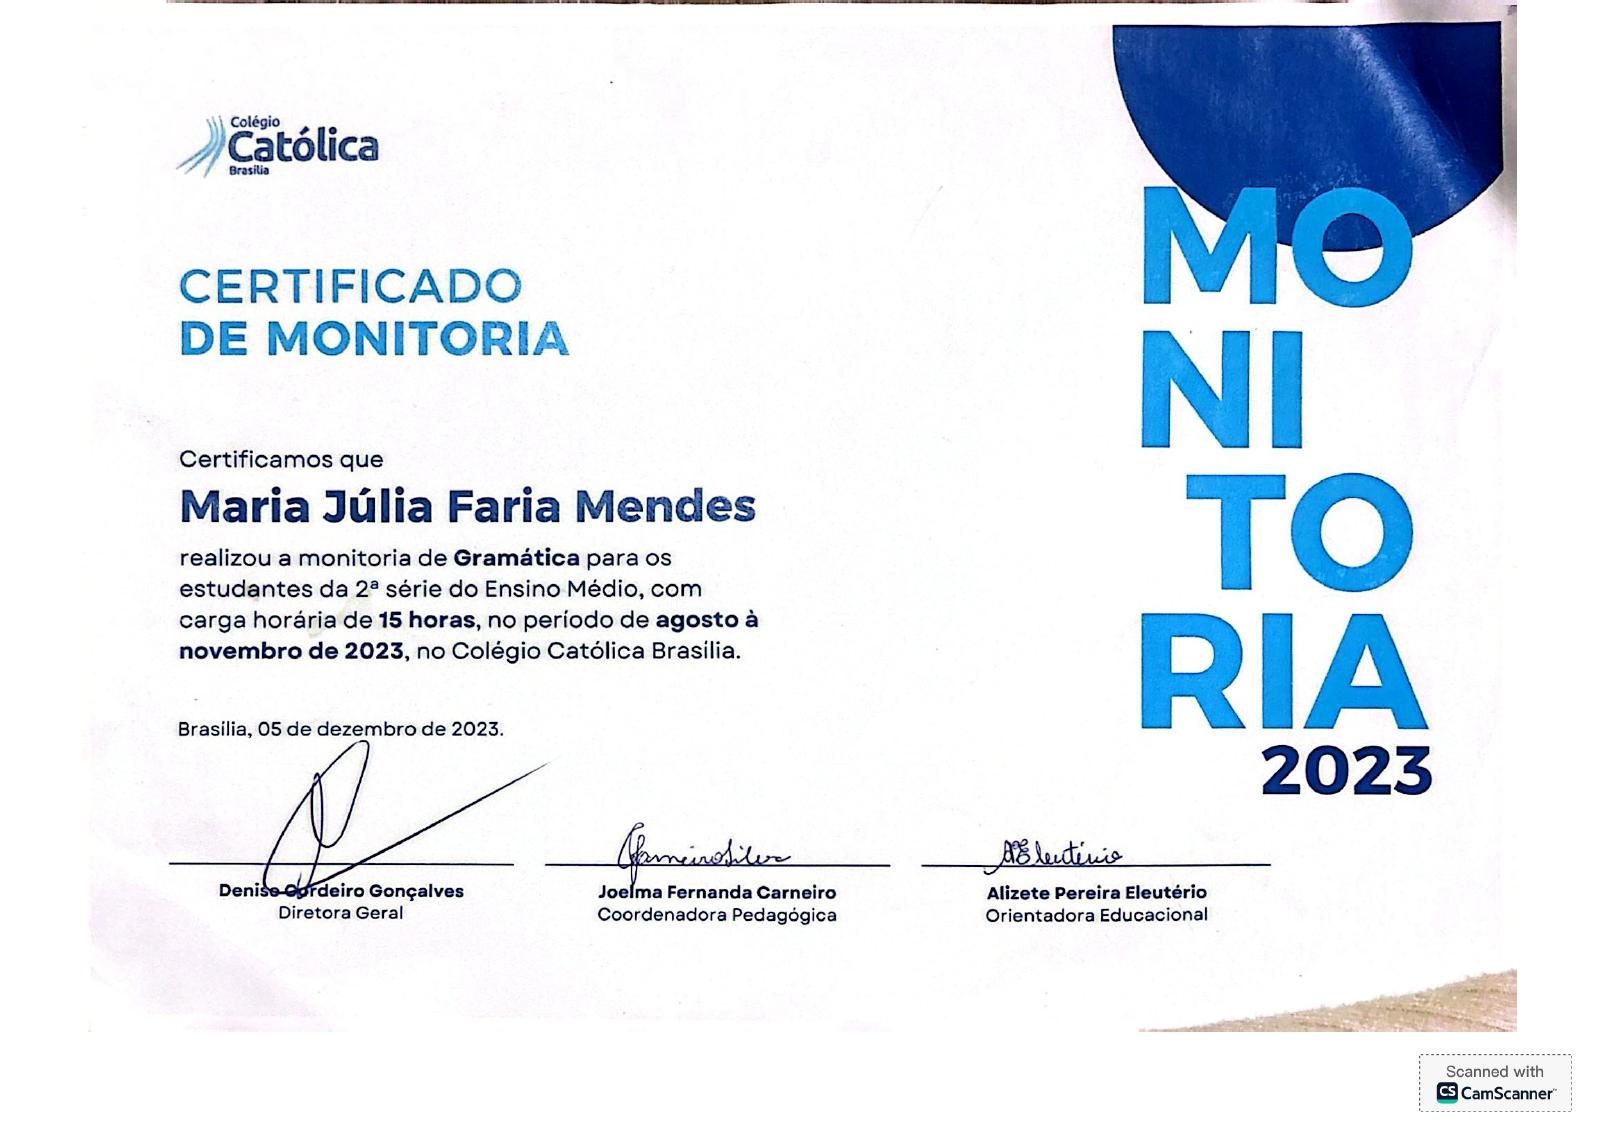 Colégio
Católica
Brasília
CERTIFICADO
DE MONITORIA
Certificamos que
Maria Júlia Faria Mendes
realizou a monitoria de Gramática para os
estudantes da 2ª série do Ensino Médio, com
carga horária de 15 horas, no período de agosto à
novembro de 2023, no Colégio Católica Brasília.
Brasília, 05 de dezembro de 2023.
CarneiroSilva
AEleutério
Denise Cordeiro Gonçalves
Diretora Geral
Joelma Fernanda Carneiro
Coordenadora Pedagógica
Alizete Pereira Eleutério
Orientadora Educacional
MO
NI
TO
RIA
2023
Scanned with
CS CamScanner